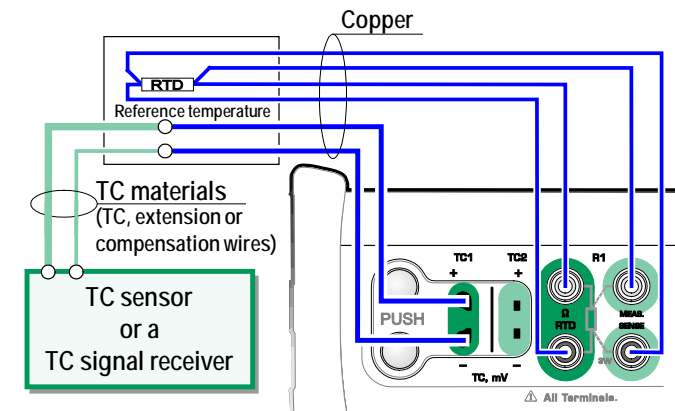 Copper
RTD
Reference temperature
TC materials
(TC, extension or
compensation wires)
TC sensor
or a
TC signal receiver
PUSH
TC1 TC2
+ +
- -
TC, mV
R1
Ω
RTD
MEAS.
SENSE
3W
⚠ All Terminals.